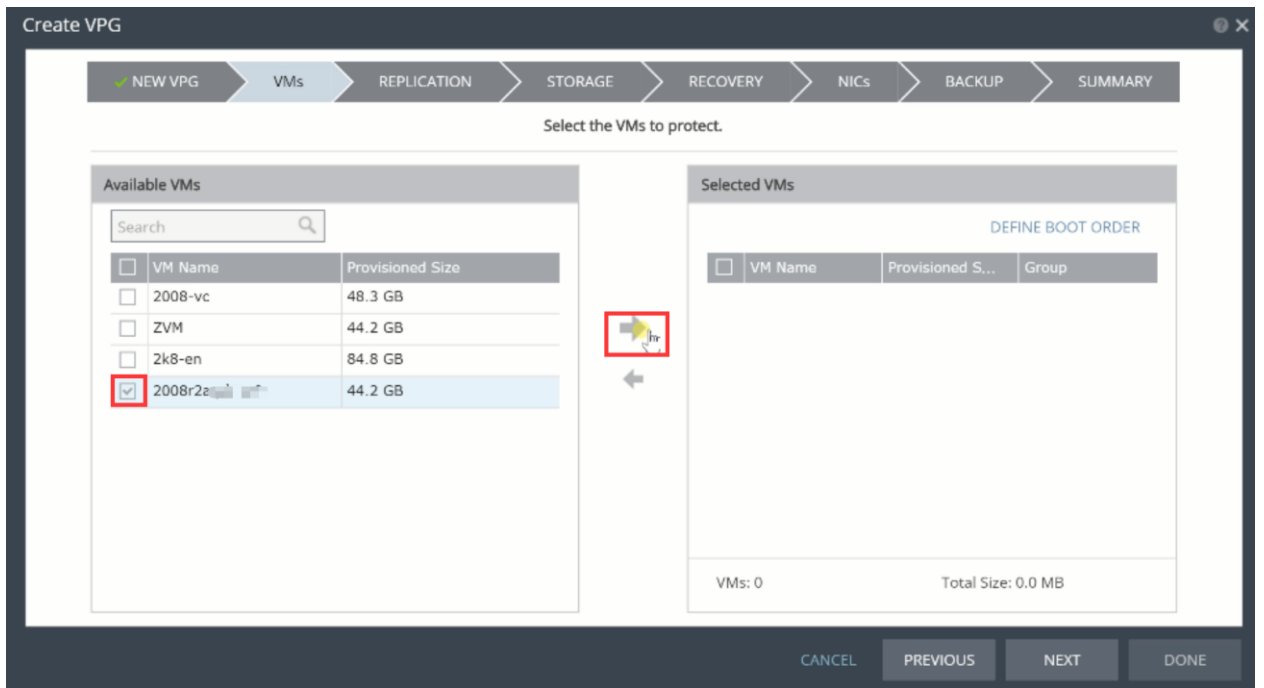 Create VPG
NEW VPG VMs REPLICATION STORAGE RECOVERY NICs BACKUP SUMMARY
Select the VMs to protect.
Available VMs
Search
VM Name Provisioned Size
2008-vc 48.3 GB
ZVM 44.2 GB
2k8-en 84.8 GB
44.2 GB
Selected VMs
DEFINE BOOT ORDER
VM Name Provisioned S... Group
VMs: 0 Total Size: 0.0 MB
CANCEL PREVIOUS NEXT DONE